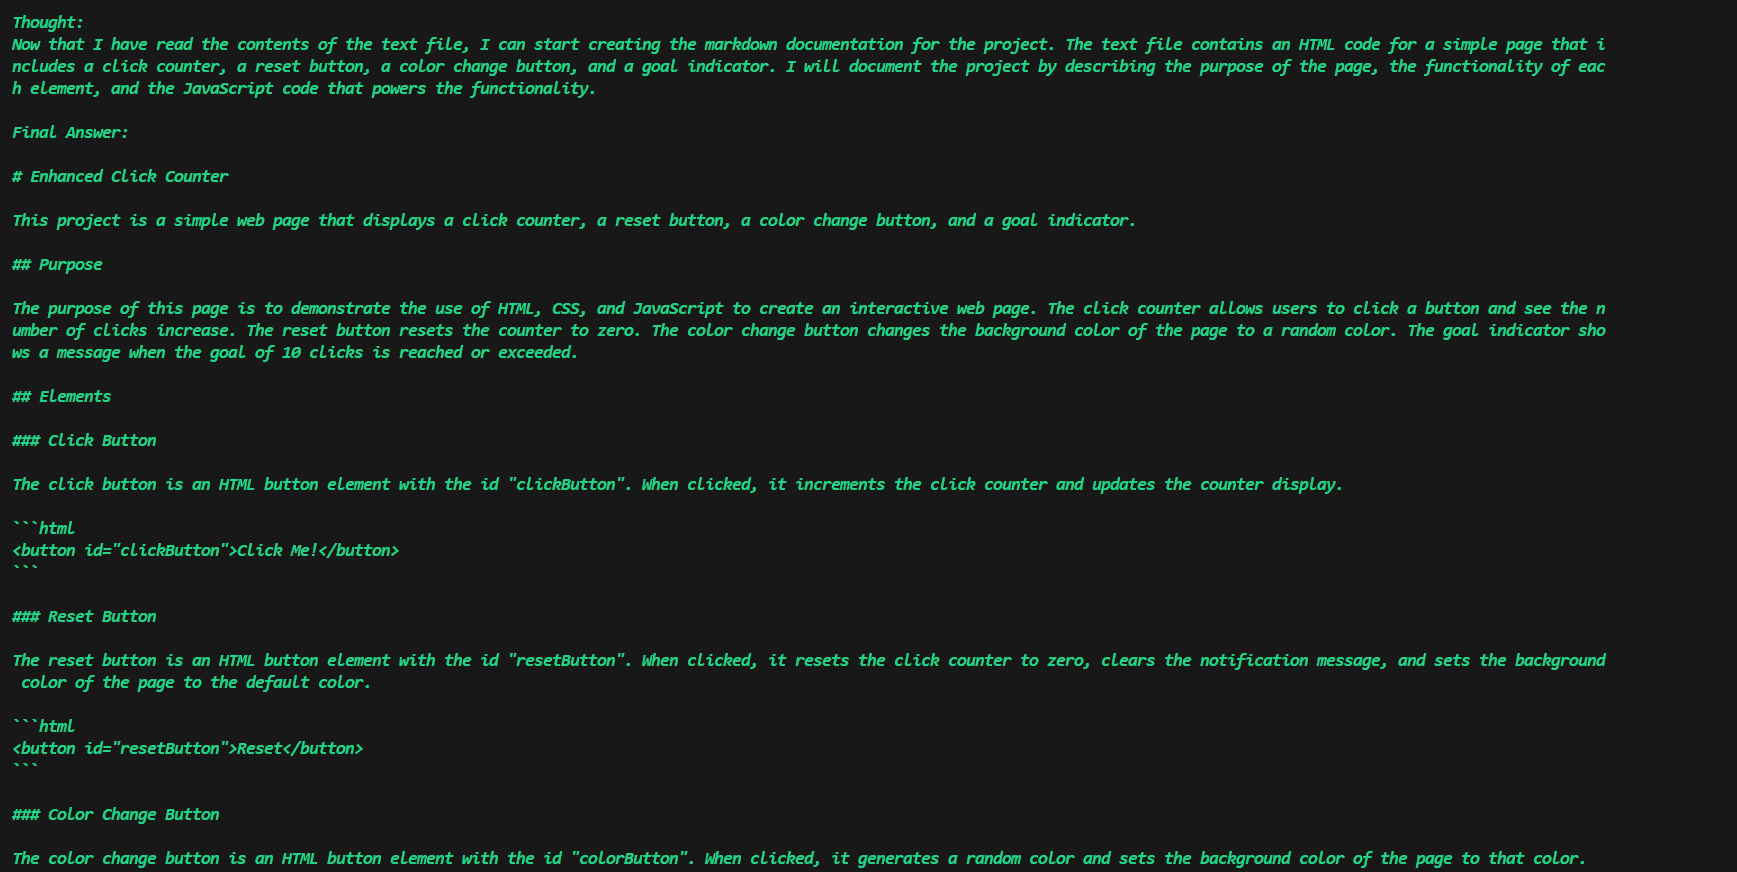 Thought:
Now that I have read the contents of the text file, I can start creating the markdown documentation for the project. The text file contains an HTML code for a simple page that i
ncludes a click counter, a reset button, a color change button, and a goal indicator. I will document the project by describing the purpose of the page, the functionality of eac
h element, and the JavaScript code that powers the functionality.
Final Answer:
# Enhanced Click Counter
This project is a simple web page that displays a click counter, a reset button, a color change button, and a goal indicator.
## Purpose
The purpose of this page is to demonstrate the use of HTML, CSS, and JavaScript to create an interactive web page. The click counter allows users to click a button and see the n
umber of clicks increase. The reset button resets the counter to zero. The color change button changes the background color of the page to a random color. The goal indicator sho
ws a message when the goal of 10 clicks is reached or exceeded.
## Elements
### Click Button
The click button is an HTML button element with the id "clickButton". When clicked, it increments the click counter and updates the counter display.
```html
<button id="clickButton">Click Me!</button>
```
### Reset Button
The reset button is an HTML button element with the id "resetButton". When clicked, it resets the click counter to zero, clears the notification message, and sets the background
 color of the page to the default color.
```html
<button id="resetButton">Reset</button>
```
### Color Change Button
The color change button is an HTML button element with the id "colorButton". When clicked, it generates a random color and sets the background color of the page to that color.